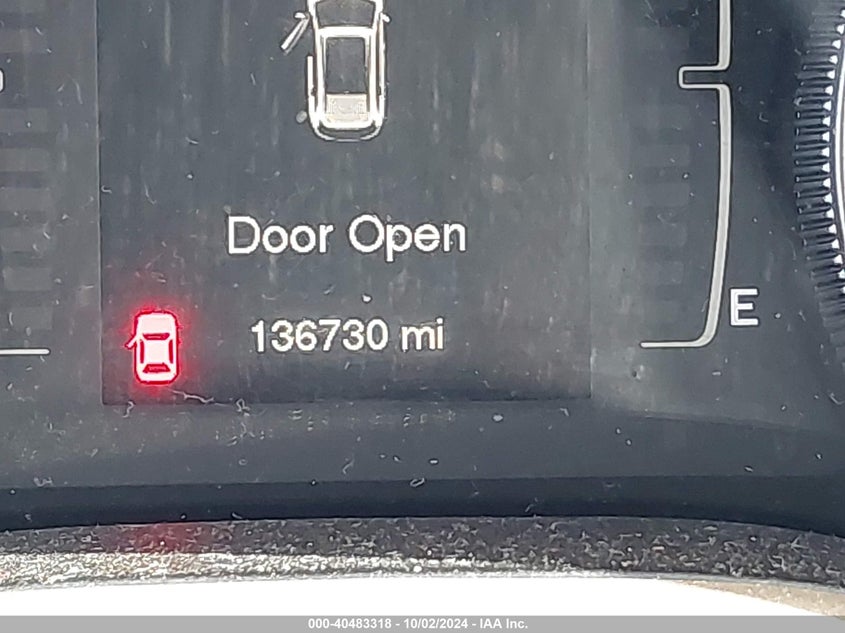 Door Open
136730 mi
E
000-40483318 - 10/02/2024 - IAA Inc.